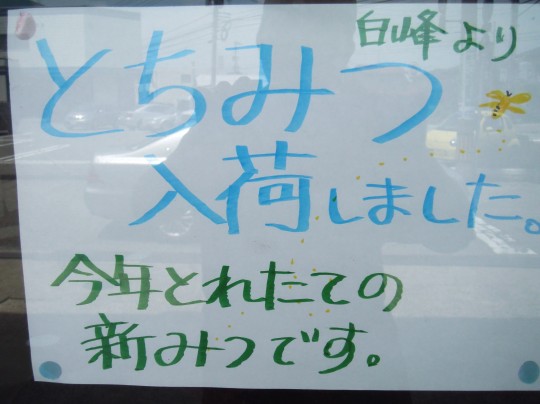 白峰より
とちみつ
入荷しました。
今年とれたての
新みつです。